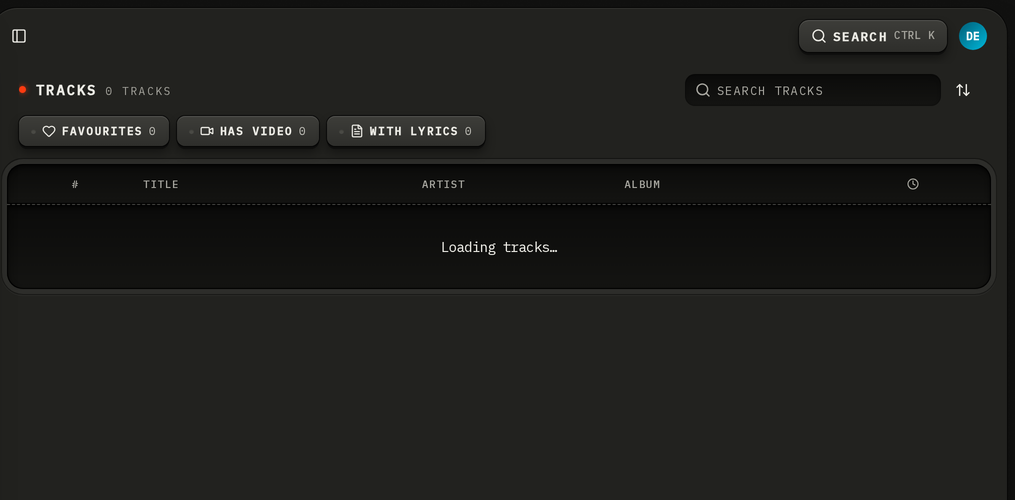 SEARCH CTRL K DE
TRACKS 0 TRACKS SEARCH TRACKS
FAVOURITES 0 HAS VIDEO 0 WITH LYRICS 0
# TITLE ARTIST ALBUM
Loading tracks…